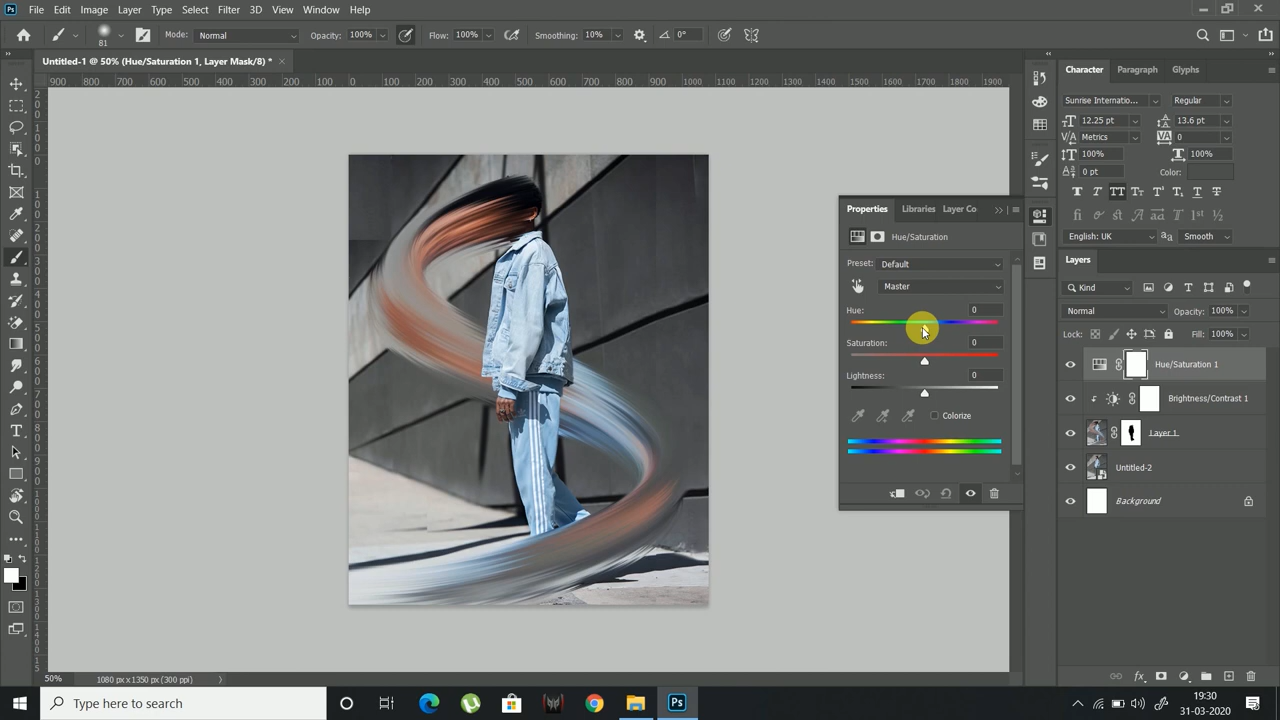 Ps File Edit Image Layer Type Select Filter 3D View Window Help
81 Mode: Normal Opacity: 100% Flow: 100% Smoothing: 10% 0°
Untitled-1 @ 50% (Hue/Saturation 1, Layer Mask/8) * ×
900 800 700 600 500 400 300 200 100 0 100 200 300 400 500 600 700 800 900 1000 1100 1200 1300 1400 1500 1600 1700 1800 1900
Character Paragraph Glyphs
Sunrise Internatio... Regular
12.25 pt 13.6 pt
Metrics 0
100% 100%
0 pt Color:
English: UK aa Smooth
Properties Libraries Layer Co
Hue/Saturation
Preset: Default
Master
Hue: 0
Saturation: 0
Lightness: 0
Colorize
Layers
Kind
Normal Opacity: 100%
Lock: Fill: 100%
Hue/Saturation 1
Brightness/Contrast 1
Layer 1
Untitled-2
Background
50% 1080 px x 1350 px (300 ppi)
Type here to search
Ps
19:30
31-03-2020